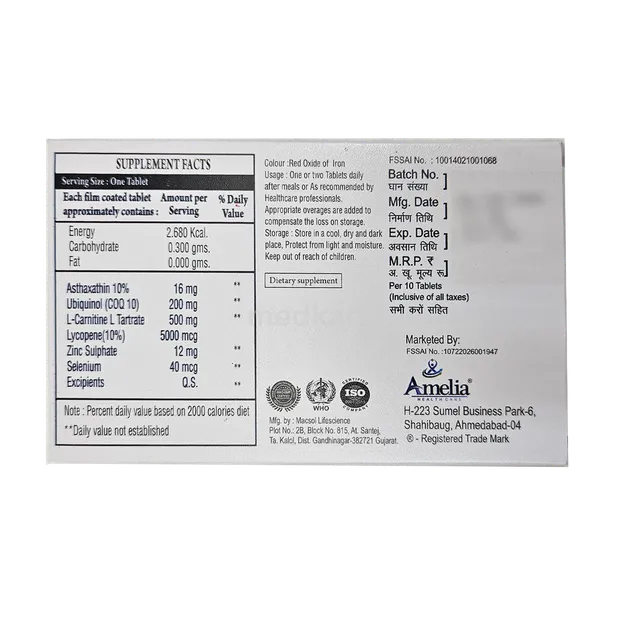 SUPPLEMENT FACTS
Serving Size : One Tablet
Each film coated tablet approximately contains : Amount per Serving % Daily Value
Energy 2.680 Kcal.
Carbohydrate 0.300 gms.
Fat 0.000 gms.
Asthaxathin 10% 16 mg **
Ubiquinol (COQ 10) 200 mg **
L-Carnitine L Tartrate 500 mg **
Lycopene(10%) 5000 mcg
Zinc Sulphate 12 mg **
Selenium 40 mcg **
Excipients Q.S. **
Note : Percent daily value based on 2000 calories diet
**Daily value not established
Colour :Red Oxide of Iron
Usage : One or two Tablets daily
after meals or As recommended by
Healthcare professionals.
Appropriate overages are added to
compensate the loss on storage.
Storage : Store in a cool, dry and dark
place, Protect from light and moisture.
Keep out of reach of children.
Dietary supplement
WHO
CERTIFIED
ISO
COMPANY
Mfg. by : Macsol Lifescience
Plot No.: 2B, Block No. 815, At. Santej,
Ta. Kalol, Dist. Gandhinagar-382721 Gujarat.
FSSAI No. : 10014021001068
Batch No.
घान संख्या
Mfg. Date
निर्माण तिथि
Exp. Date
अवसान तिथि
M.R.P. ₹
अ. खू. मूल्य रू
Per 10 Tablets
(Inclusive of all taxes)
सभी करों सहित
Marketed By:
FSSAI No. :10722026001947
Amelia®
HEALTH CARE
H-223 Sumel Business Park-6,
Shahibaug, Ahmedabad-04
® - Registered Trade Mark